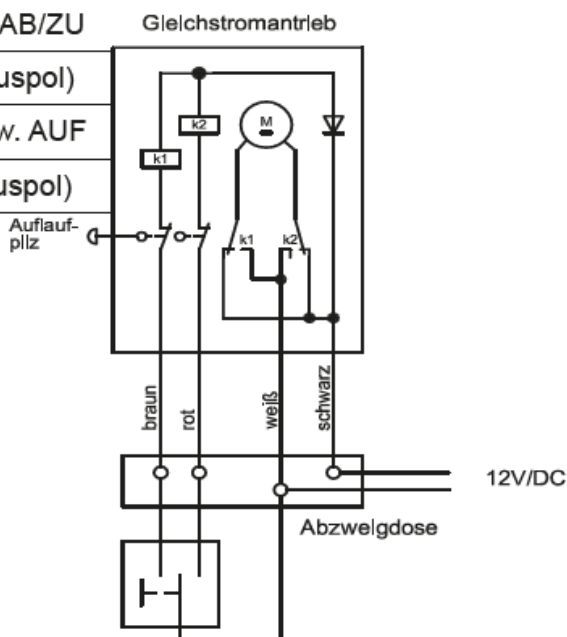 AB/ZU
Gleichstromantrieb
uspol)
w. AUF
uspol)
k2
M
k1
Auflauf-
pilz
k1 k2
braun
rot
weiß
schwarz
12V/DC
Abzweigdose